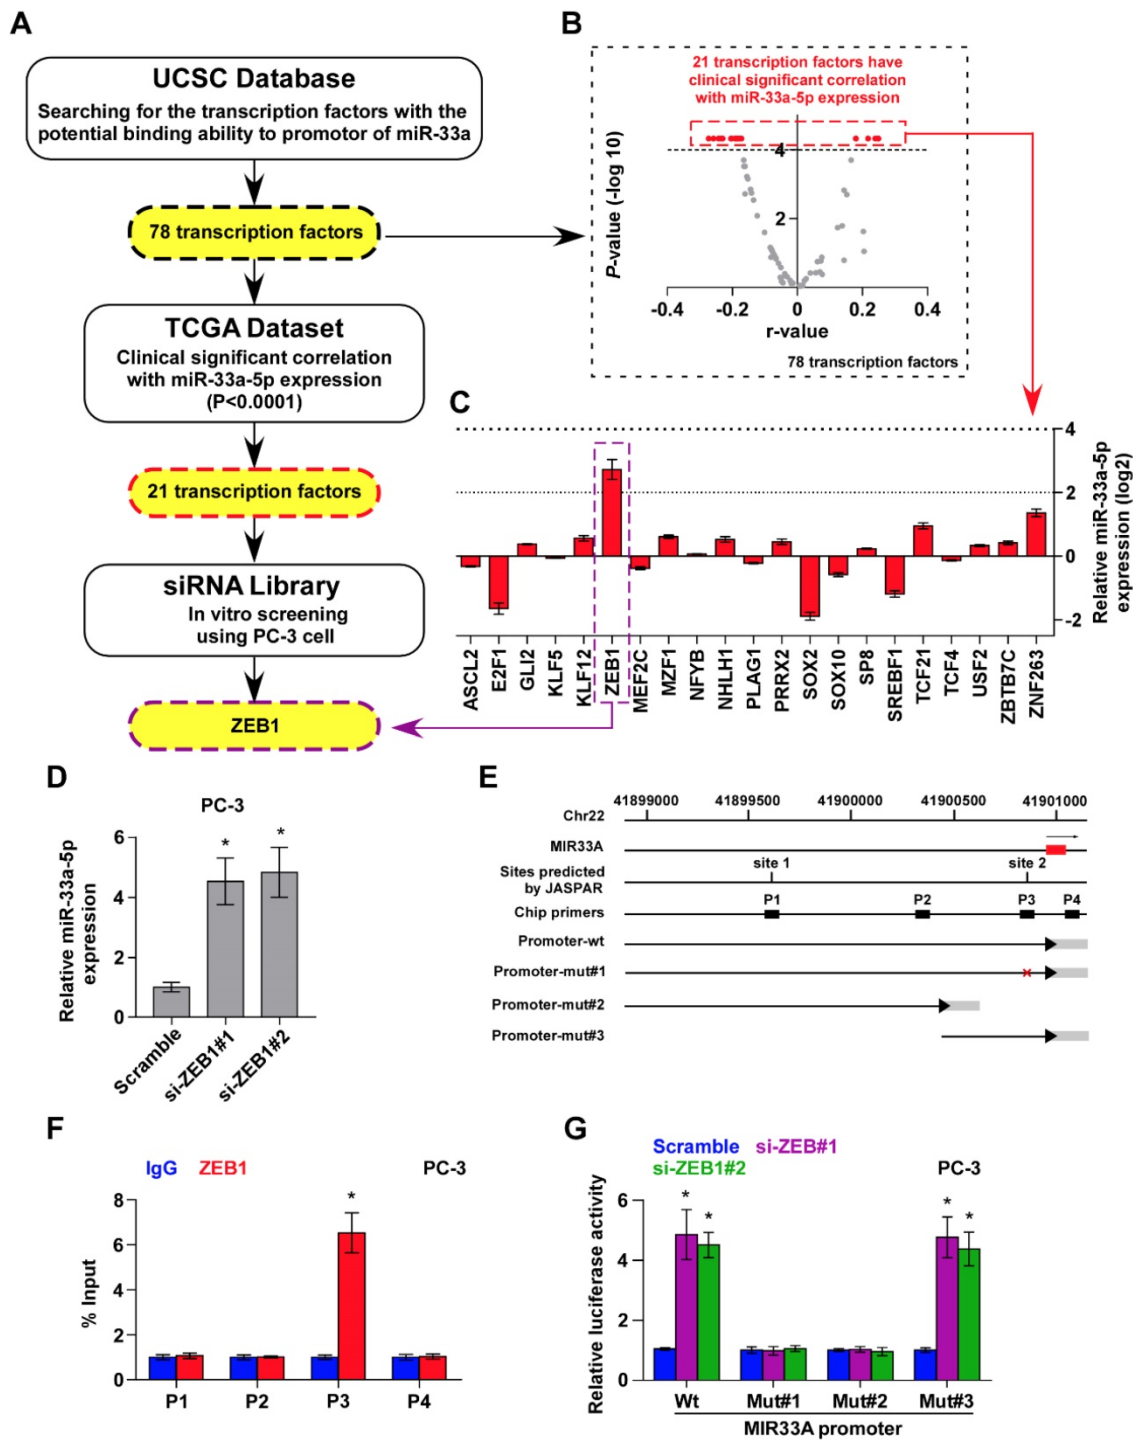 A
UCSC Database
Searching for the transcription factors with the
potential binding ability to promotor of miR-33a
78 transcription factors
TCGA Dataset
Clinical significant correlation
with miR-33a-5p expression
(P<0.0001)
21 transcription factors
siRNA Library
In vitro screening
using PC-3 cell
ZEB1
B
21 transcription factors have
clinical significant correlation
with miR-33a-5p expression
P-value (-log 10)
4
2
-0.4
-0.2
0
0.2
0.4
r-value
78 transcription factors
C
4
2
0
-2
Relative miR-33a-5p
expression (log2)
ASCL2
E2F1
GLI2
KLF5
KLF12
ZEB1
MEF2C
MZF1
NFYB
NHLH1
PLAG1
PRRX2
SOX2
SOX10
SP8
SREBF1
TCF21
TCF4
USF2
ZBTB7C
ZNF263
D
PC-3
Relative miR-33a-5p
expression
6
4
2
0
*
*
Scramble
si-ZEB1#1
si-ZEB1#2
E
41899000
41899500
41900000
41900500
41901000
Chr22
MIR33A
Sites predicted
by JASPAR
site 1
site 2
Chip primers
P1
P2
P3
P4
Promoter-wt
Promoter-mut#1
Promoter-mut#2
Promoter-mut#3
F
IgG
ZEB1
PC-3
% Input
8
6
4
2
0
*
P1
P2
P3
P4
G
Scramble
si-ZEB#1
si-ZEB1#2
PC-3
Relative luciferase activity
6
4
2
0
*
*
*
*
Wt
Mut#1
Mut#2
Mut#3
MIR33A promoter